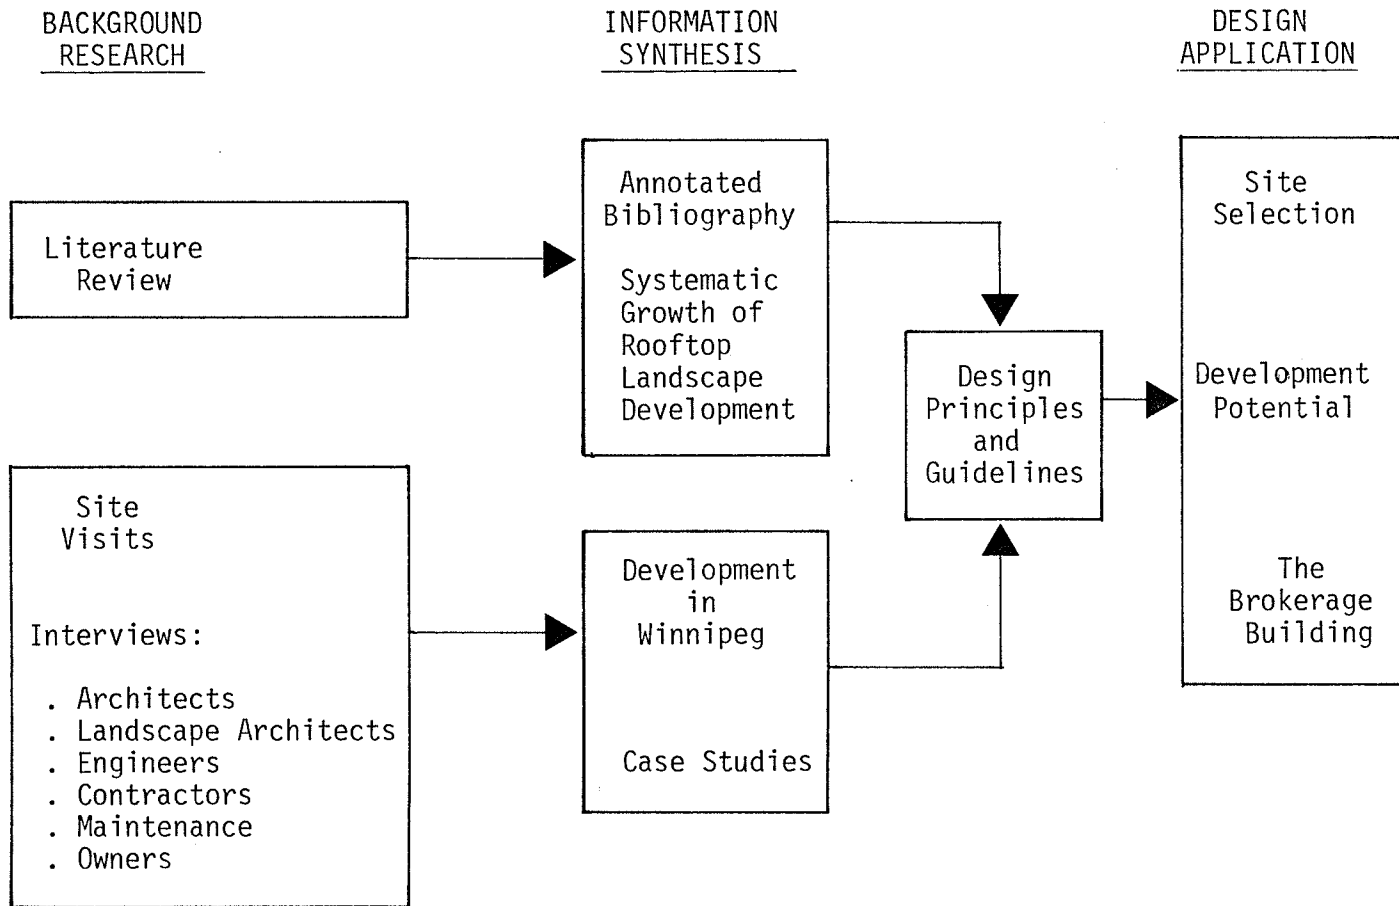 BACKGROUND
RESEARCH
INFORMATION
SYNTHESIS
DESIGN
APPLICATION
Literature
Review
Annotated
Bibliography
Systematic
Growth of
Rooftop
Landscape
Development
Site
Visits
Interviews:
. Architects
. Landscape Architects
. Engineers
. Contractors
. Maintenance
. Owners
Development
in
Winnipeg
Case Studies
Design
Principles
and
Guidelines
Site
Selection
Development
Potential
The
Brokerage
Building